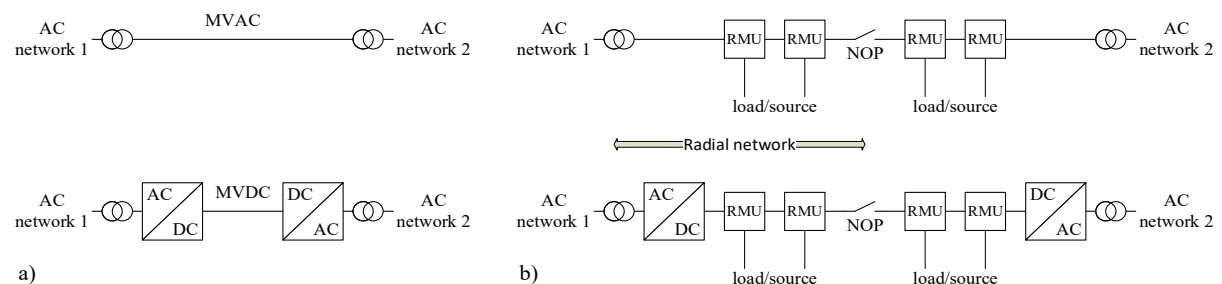 AC
network 1
MVAC
AC
network 2
AC
network 1
AC
DC
MVDC
DC
AC
AC
network 2
a)
AC
network 1
RMU
RMU
NOP
RMU
RMU
AC
network 2
load/source
load/source
Radial network
AC
network 1
AC
DC
RMU
RMU
NOP
RMU
RMU
DC
AC
AC
network 2
load/source
load/source
b)